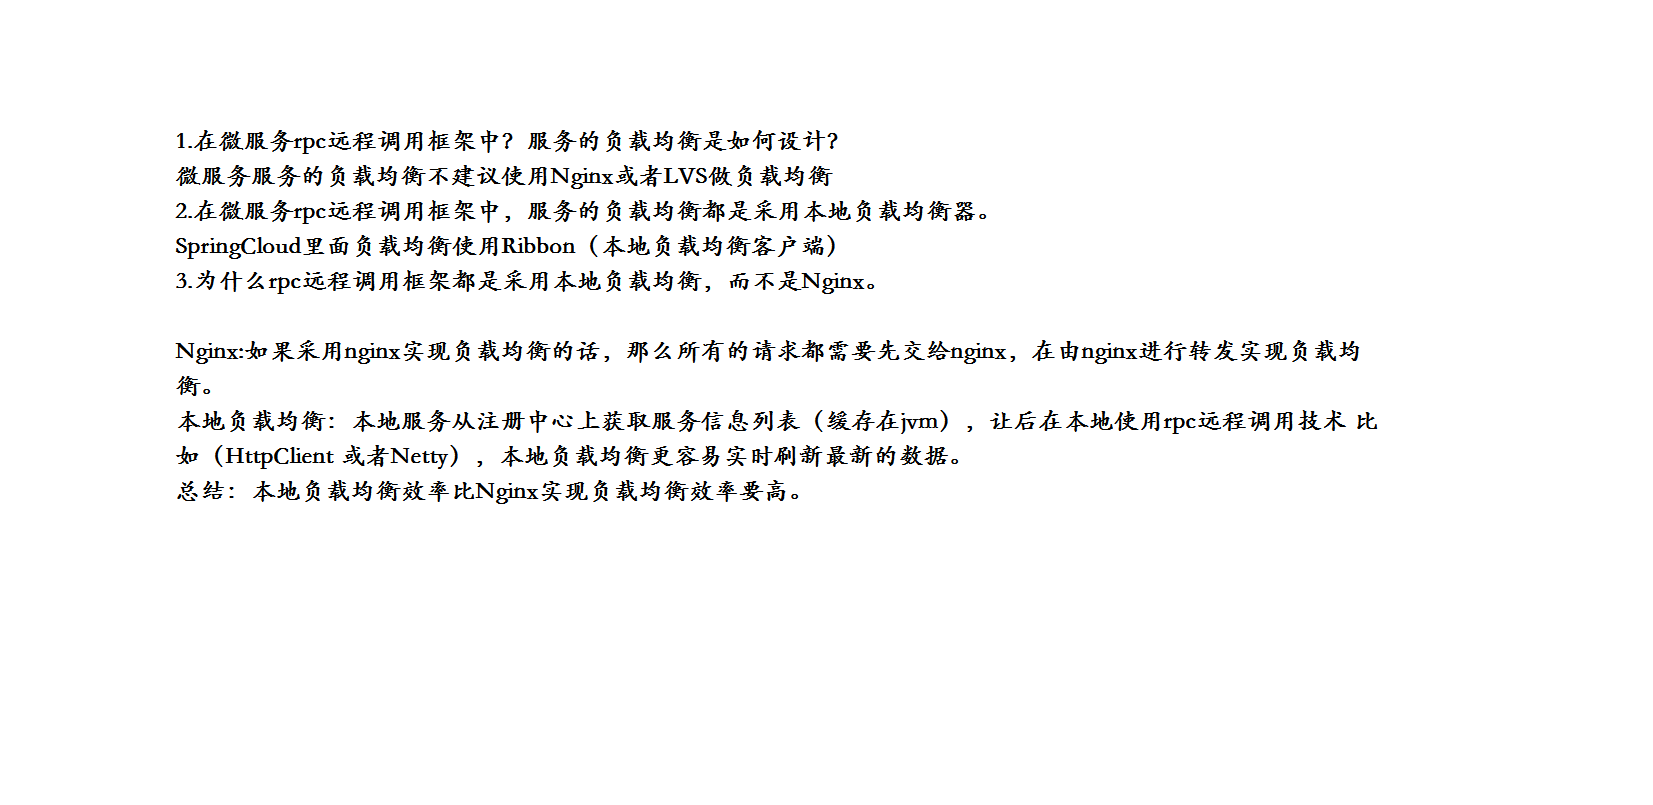 1.在微服务rpc远程调用框架中？服务的负载均衡是如何设计？
微服务服务的负载均衡不建议使用Nginx或者LVS做负载均衡
2.在微服务rpc远程调用框架中，服务的负载均衡都是采用本地负载均衡器。
SpringCloud里面负载均衡使用Ribbon（本地负载均衡客户端）
3.为什么rpc远程调用框架都是采用本地负载均衡，而不是Nginx。
Nginx:如果采用nginx实现负载均衡的话，那么所有的请求都需要先交给nginx，在由nginx进行转发实现负载均
衡。
本地负载均衡：本地服务从注册中心上获取服务信息列表（缓存在jvm），让后在本地使用rpc远程调用技术 比
如（HttpClient 或者Netty），本地负载均衡更容易实时刷新最新的数据。
总结：本地负载均衡效率比Nginx实现负载均衡效率要高。